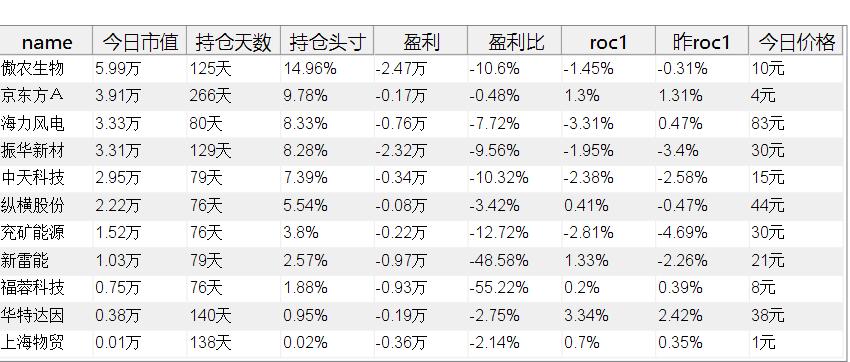 name 今日市值 持仓天数 持仓头寸 盈利 盈利比 roc1 昨roc1 今日价格
傲农生物 5.99万 125天 14.96% -2.47万 -10.6% -1.45% -0.31% 10元
京东方Ａ 3.91万 266天 9.78% -0.17万 -0.48% 1.3% 1.31% 4元
海力风电 3.33万 80天 8.33% -0.76万 -7.72% -3.31% 0.47% 83元
振华新材 3.31万 129天 8.28% -2.32万 -9.56% -1.95% -3.4% 30元
中天科技 2.95万 79天 7.39% -0.34万 -10.32% -2.38% -2.58% 15元
纵横股份 2.22万 76天 5.54% -0.08万 -3.42% 0.41% -0.47% 44元
兖矿能源 1.52万 76天 3.8% -0.22万 -12.72% -2.81% -4.69% 30元
新雷能 1.03万 79天 2.57% -0.97万 -48.58% 1.33% -2.26% 21元
福蓉科技 0.75万 76天 1.88% -0.93万 -55.22% 0.2% 0.39% 8元
华特达因 0.38万 140天 0.95% -0.19万 -2.75% 3.34% 2.42% 38元
上海物贸 0.01万 138天 0.02% -0.36万 -2.14% 0.7% 0.35% 1元